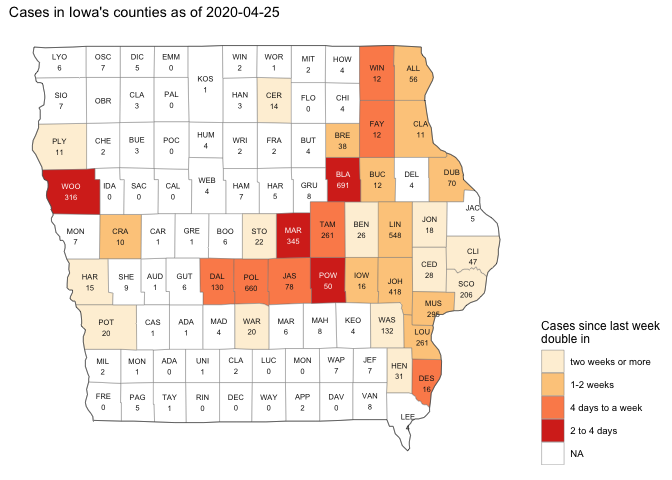 Cases in Iowa's counties as of 2020-04-25
LYO OSC DIC EMM WIN WOR MIT HOW WIN ALL
6 7 5 0 2 1 2 4 12 56
KOS
1
SIO OBR CLA PAL HAN CER FLO CHI
7 3 0 3 14 0 4
FAY CLA
12 11
PLY CHE BUE POC HUM WRI FRA BUT BRE
11 2 3 0 4 2 2 4 38
WOO IDA SAC CAL WEB HAM HAR GRU BLA BUC DEL DUB
316 0 0 0 4 7 5 8 691 12 4 70
JAC
5
MON CRA CAR GRE BOO STO MAR TAM BEN LIN JON
7 10 1 1 6 22 345 261 26 548 18
CLI
47
HAR SHE AUD GUT DAL POL JAS POW IOW JOH CED
15 9 1 6 130 660 78 50 16 418 28
SCO
206
MUS
POT CAS ADA MAD WAR MAR MAH KEO WAS
20 1 1 4 20 6 8 4 132
LOU
261
MIL MON ADA UNI CLA LUC MON WAP JEF HEN DES
2 1 0 1 2 0 0 7 7 31 16
FRE PAG TAY RIN DEC WAY APP DAV VAN
0 5 1 0 0 0 2 0 8
LEE
4
Cases since last week
double in
two weeks or more
1-2 weeks
4 days to a week
2 to 4 days
NA